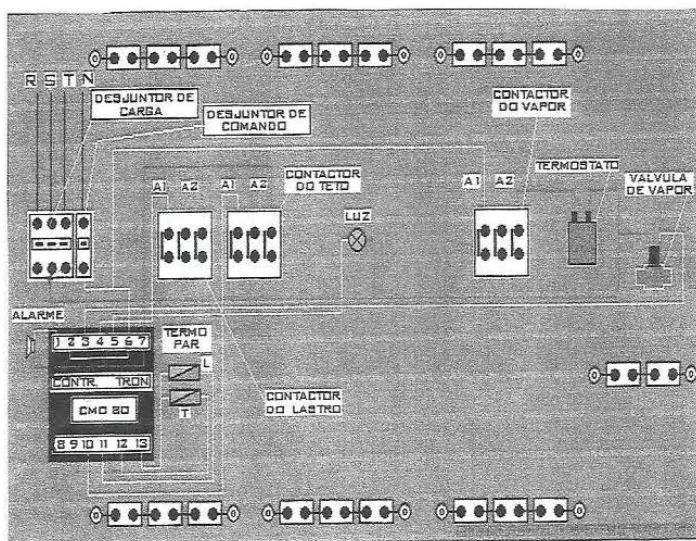 R S T N
DESJUNTOR DE
CARGA
DESJUNTOR DE
COMANDO
CONTACTOR
DO VAPOR
A1 A2 A1 A2
CONTACTOR
DO TETO
A1 A2
TERMOSTATO
VALVULA
DE VAPOR
LUZ
ALARME
1 2 3 4 5 6 7
TERMO
PAR
L
CONTR. TRON
T
CMO 80
CONTACTOR
DO LASTRO
8 9 10 11 12 13